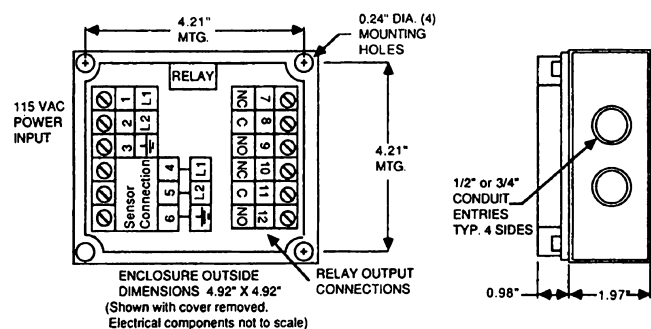 4.21"
MTG.
0.24" DIA. (4)
MOUNTING
HOLES
RELAY
115 VAC
POWER
INPUT
1 L1
2 L2
3
Sensor
Connection
4 L1
5 L2
6
NC 7
C 8
NO 9
NC 10
C 11
NO 12
4.21"
MTG.
1/2" or 3/4"
CONDUIT
ENTRIES
TYP. 4 SIDES
ENCLOSURE OUTSIDE
DIMENSIONS 4.92" X 4.92"
(Shown with cover removed.
Electrical components not to scale)
RELAY OUTPUT
CONNECTIONS
0.98"
1.97"